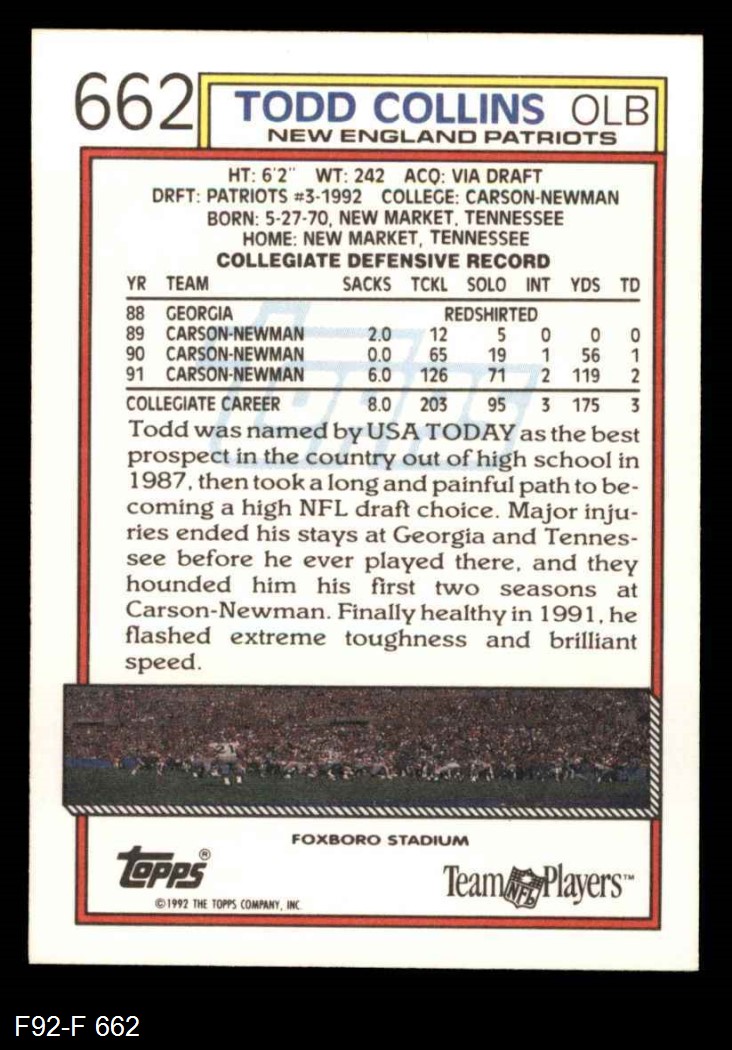 662 TODD COLLINS OLB
NEW ENGLAND PATRIOTS
HT: 6'2" WT: 242 ACQ: VIA DRAFT
DRFT: PATRIOTS #3-1992 COLLEGE: CARSON-NEWMAN
BORN: 5-27-70, NEW MARKET, TENNESSEE
HOME: NEW MARKET, TENNESSEE
COLLEGIATE DEFENSIVE RECORD
YR TEAM SACKS TCKL SOLO INT YDS TD
88 GEORGIA REDSHIRTED
89 CARSON-NEWMAN 2.0 12 5 0 0 0
90 CARSON-NEWMAN 0.0 65 19 1 56 1
91 CARSON-NEWMAN 6.0 126 71 2 119 2
COLLEGIATE CAREER 8.0 203 95 3 175 3
Todd was named by USA TODAY as the best
prospect in the country out of high school in
1987, then took a long and painful path to be-
coming a high NFL draft choice. Major inju-
ries ended his stays at Georgia and Tennes-
see before he ever played there, and they
hounded him his first two seasons at
Carson-Newman. Finally healthy in 1991, he
flashed extreme toughness and brilliant
speed.
21
FOXBORO STADIUM
TOPPS®
Team NFL Players™
©1992 THE TOPPS COMPANY, INC.
F92-F 662